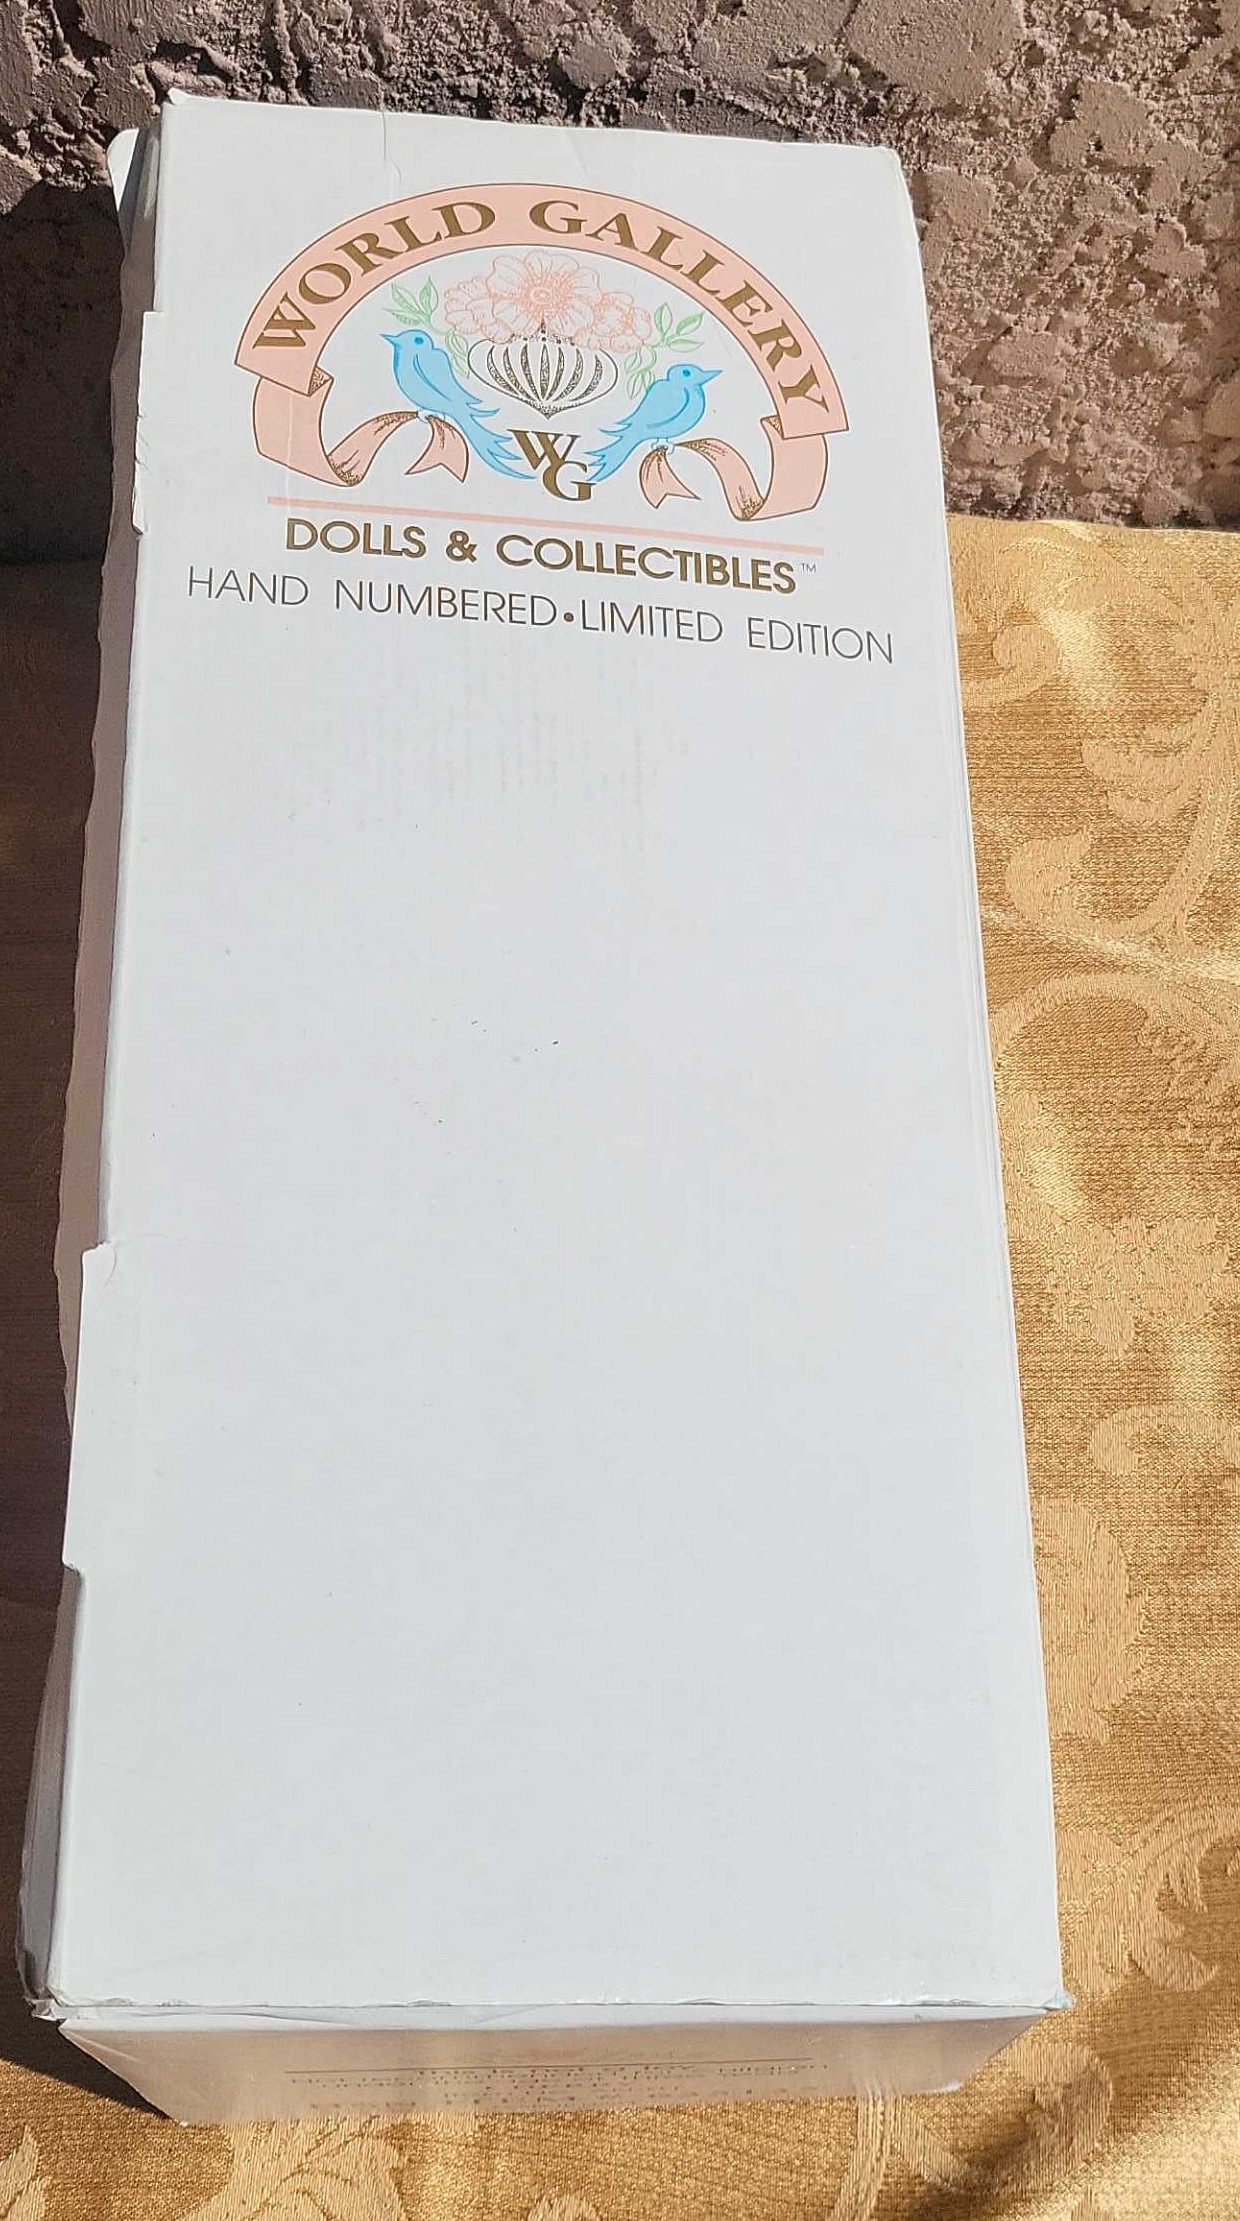 WORLD GALLERY
WG
DOLLS & COLLECTIBLES™
HAND NUMBERED•LIMITED EDITION